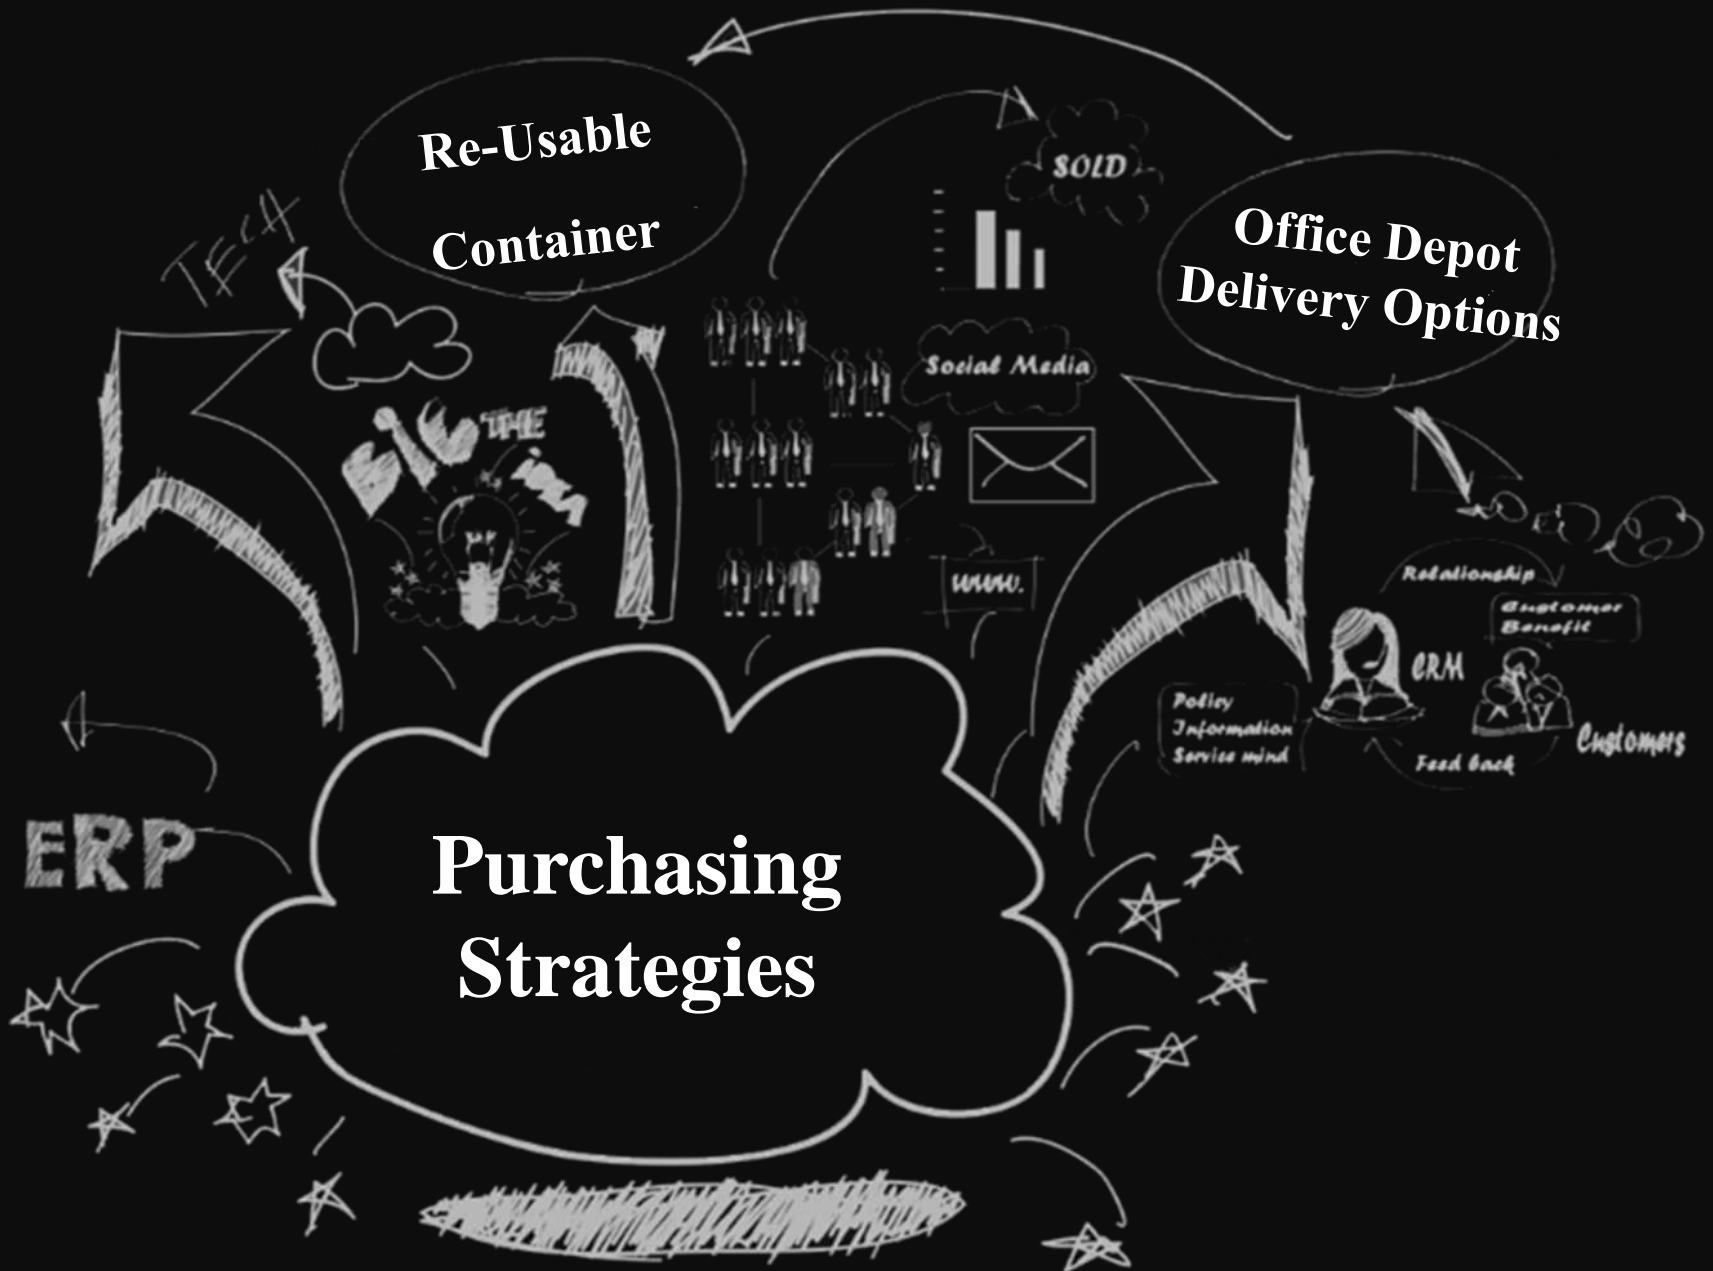 Re-Usable
Container
SOLD
Office Depot
Delivery Options
TECH
Social Media
BIG THE
www.
Relationship
Customer
Benefit
CRM
Policy
Information
Service mind
Customers
Feed back
ERP
Purchasing
Strategies